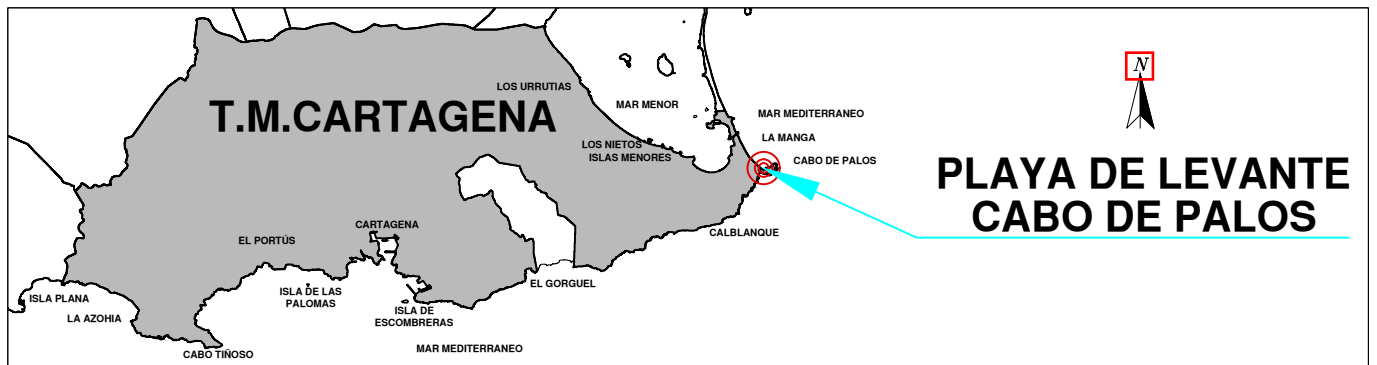 LOS URRUTIAS
T.M.CARTAGENA
MAR MENOR
MAR MEDITERRANEO
LA MANGA
LOS NIETOS
ISLAS MENORES
CABO DE PALOS
N
PLAYA DE LEVANTE
CABO DE PALOS
CARTAGENA
EL PORTÚS
CALBLANQUE
EL GORGUEL
ISLA PLANA
LA AZOHIA
ISLA DE LAS
PALOMAS
ISLA DE
ESCOMBRERAS
CABO TIÑOSO
MAR MEDITERRANEO